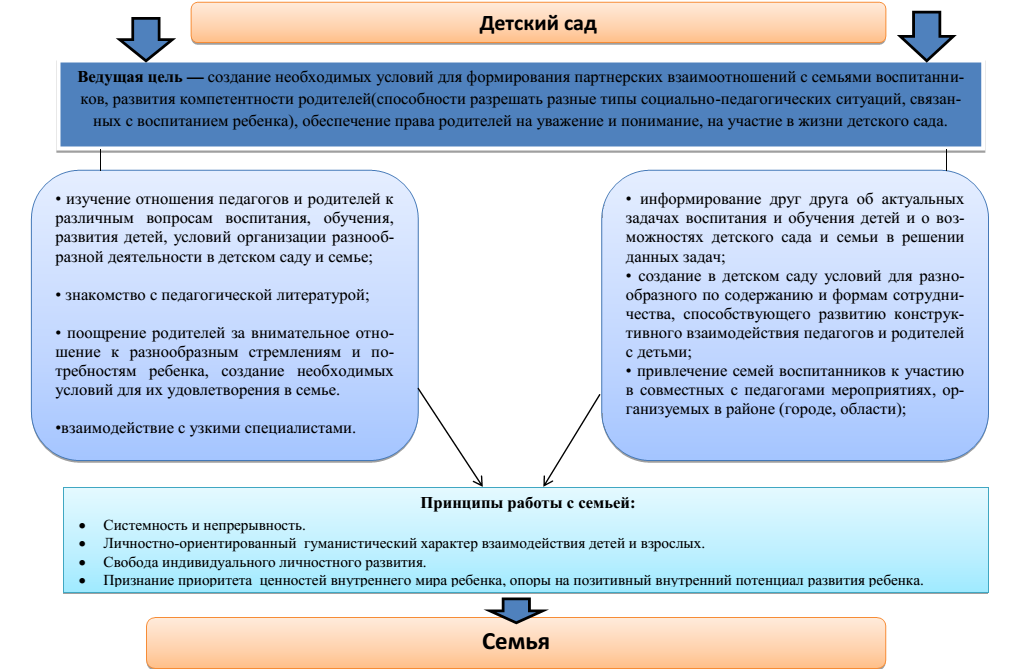 Детский сад
Ведущая цель — создание необходимых условий для формирования партнерских взаимоотношений с семьями воспитанни-
ков, развития компетентности родителей(способности разрешать разные типы социально-педагогических ситуаций, связан-
ных с воспитанием ребенка), обеспечение права родителей на уважение и понимание, на участие в жизни детского сада.
• изучение отношения педагогов и родителей к
различным вопросам воспитания, обучения,
развития детей, условий организации разнооб-
разной деятельности в детском саду и семье;
• знакомство с педагогической литературой;
• поощрение родителей за внимательное отно-
шение к разнообразным стремлениям и по-
требностям ребенка, создание необходимых
условий для их удовлетворения в семье.
•взаимодействие с узкими специалистами.
• информирование друг друга об актуальных
задачах воспитания и обучения детей и о воз-
можностях детского сада и семьи в решении
данных задач;
• создание в детском саду условий для разно-
образного по содержанию и формам сотрудни-
чества, способствующего развитию конструк-
тивного взаимодействия педагогов и родителей
с детьми;
• привлечение семей воспитанников к участию
в совместных с педагогами мероприятиях, ор-
ганизуемых в районе (городе, области);
Принципы работы с семьей:
• Системность и непрерывность.
• Личностно-ориентированный гуманистический характер взаимодействия детей и взрослых.
• Свобода индивидуального личностного развития.
• Признание приоритета ценностей внутреннего мира ребенка, опоры на позитивный внутренний потенциал развития ребенка.
Семья